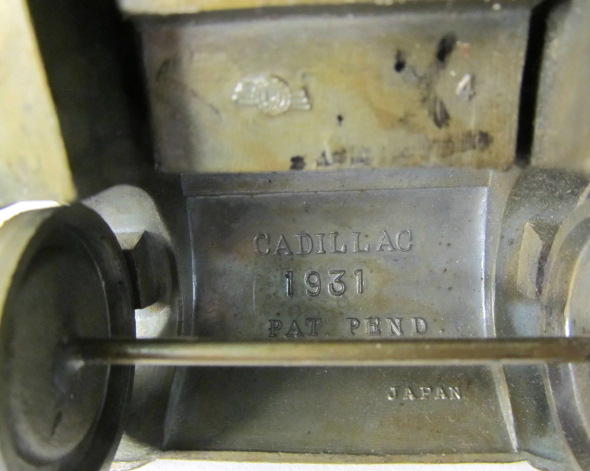 CADILLAC
1931
PAT PEND.
JAPAN